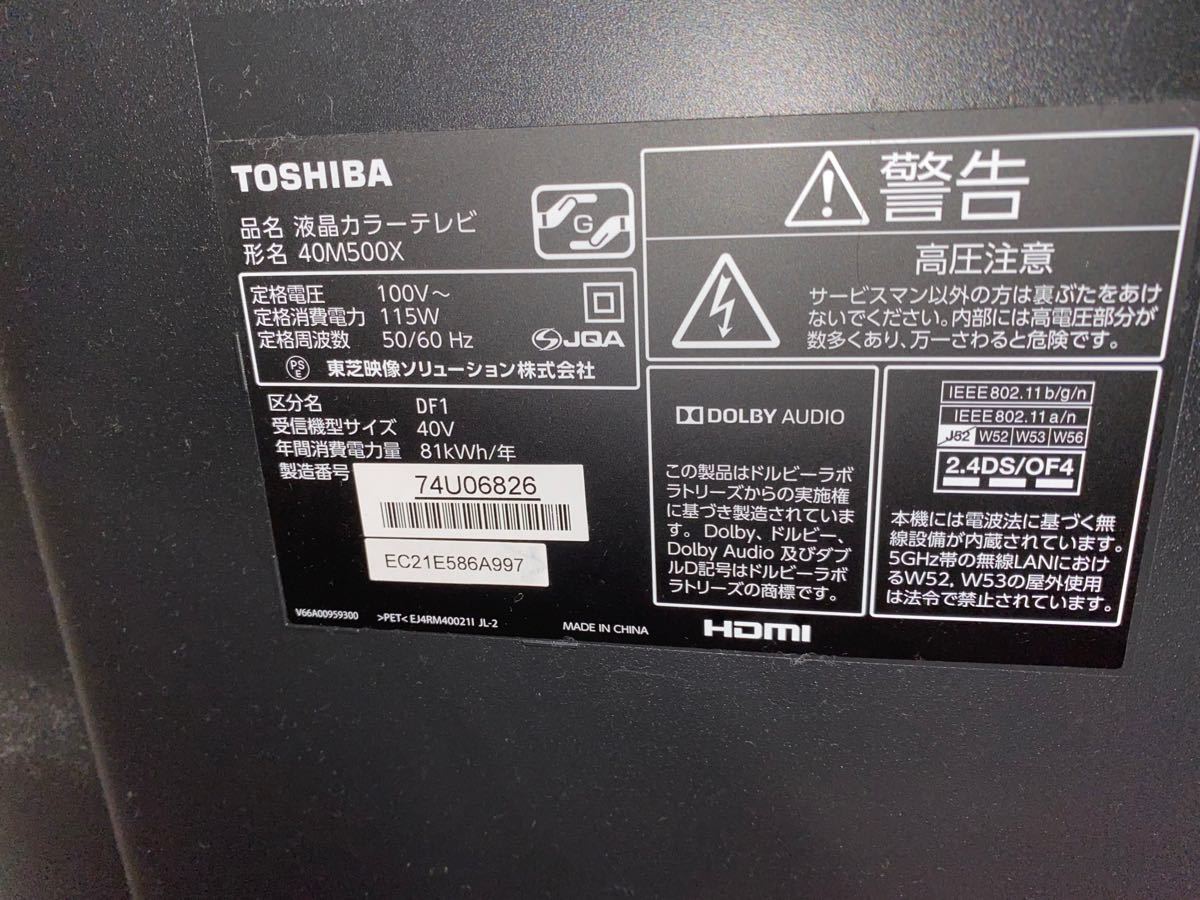 TOSHIBA
品名 液晶カラーテレビ
形名 40M500X
G
定格電圧 100V～
定格消費電力 115W
定格周波数 50/60 Hz
JQA
PS
E
東芝映像ソリューション株式会社
区分名 DF1
受信機型サイズ 40V
年間消費電力量 81kWh/年
製造番号
74U06826
EC21E586A997
V66A00959300 >PET< EJ4RM40021I JL-2
MADE IN CHINA
HDMI
警告
高圧注意
サービスマン以外の方は裏ぶたをあけ
ないでください。内部には高電圧部分が
数多くあり、万一さわると危険です。
DOLBY AUDIO
この製品はドルビーラボ
ラトリーズからの実施権
に基づき製造されていま
す。Dolby、ドルビー、
Dolby Audio 及びダブ
ルD記号はドルビーラボ
ラトリーズの商標です。
IEEE802.11 b/g/n
IEEE802.11 a/n
J52 W52 W53 W56
2.4DS/OF4
本機には電波法に基づく無
線設備が内蔵されています。
5GHz帯の無線LANにおけ
るW52, W53の屋外使用
は法令で禁止されています。